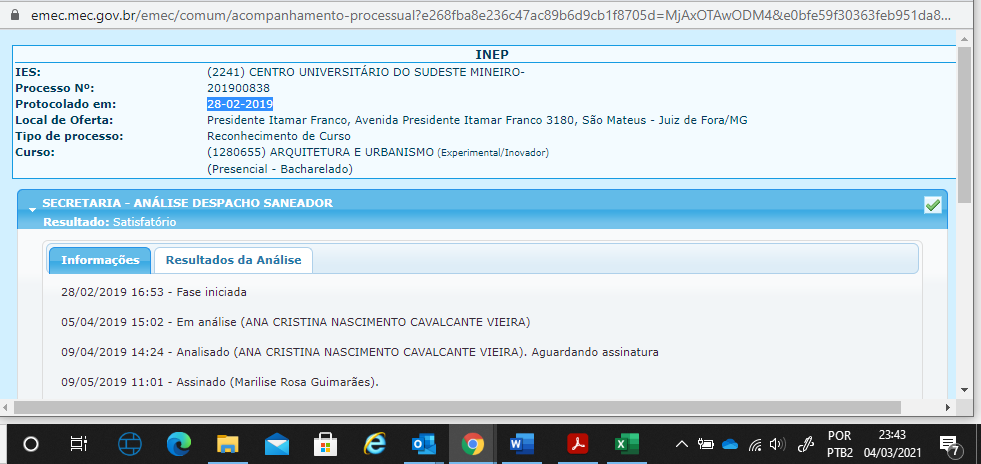 emec.mec.gov.br/emec/comum/acompanhamento-processual?e268fba8e236c47ac89b6d9cb1f8705d=MjAxOTAwODM4&e0bfe59f30363feb951da8...
INEP
IES: (2241) CENTRO UNIVERSITÁRIO DO SUDESTE MINEIRO-
Processo Nº: 201900838
Protocolado em: 28-02-2019
Local de Oferta: Presidente Itamar Franco, Avenida Presidente Itamar Franco 3180, São Mateus - Juiz de Fora/MG
Tipo de processo: Reconhecimento de Curso
Curso: (1280655) ARQUITETURA E URBANISMO (Experimental/Inovador)
(Presencial - Bacharelado)
SECRETARIA - ANÁLISE DESPACHO SANEADOR
Resultado: Satisfatório
Informações Resultados da Análise
28/02/2019 16:53 - Fase iniciada
05/04/2019 15:02 - Em análise (ANA CRISTINA NASCIMENTO CAVALCANTE VIEIRA)
09/04/2019 14:24 - Analisado (ANA CRISTINA NASCIMENTO CAVALCANTE VIEIRA). Aguardando assinatura
09/05/2019 11:01 - Assinado (Marilise Rosa Guimarães).
POR 23:43
PTB2 04/03/2021 7